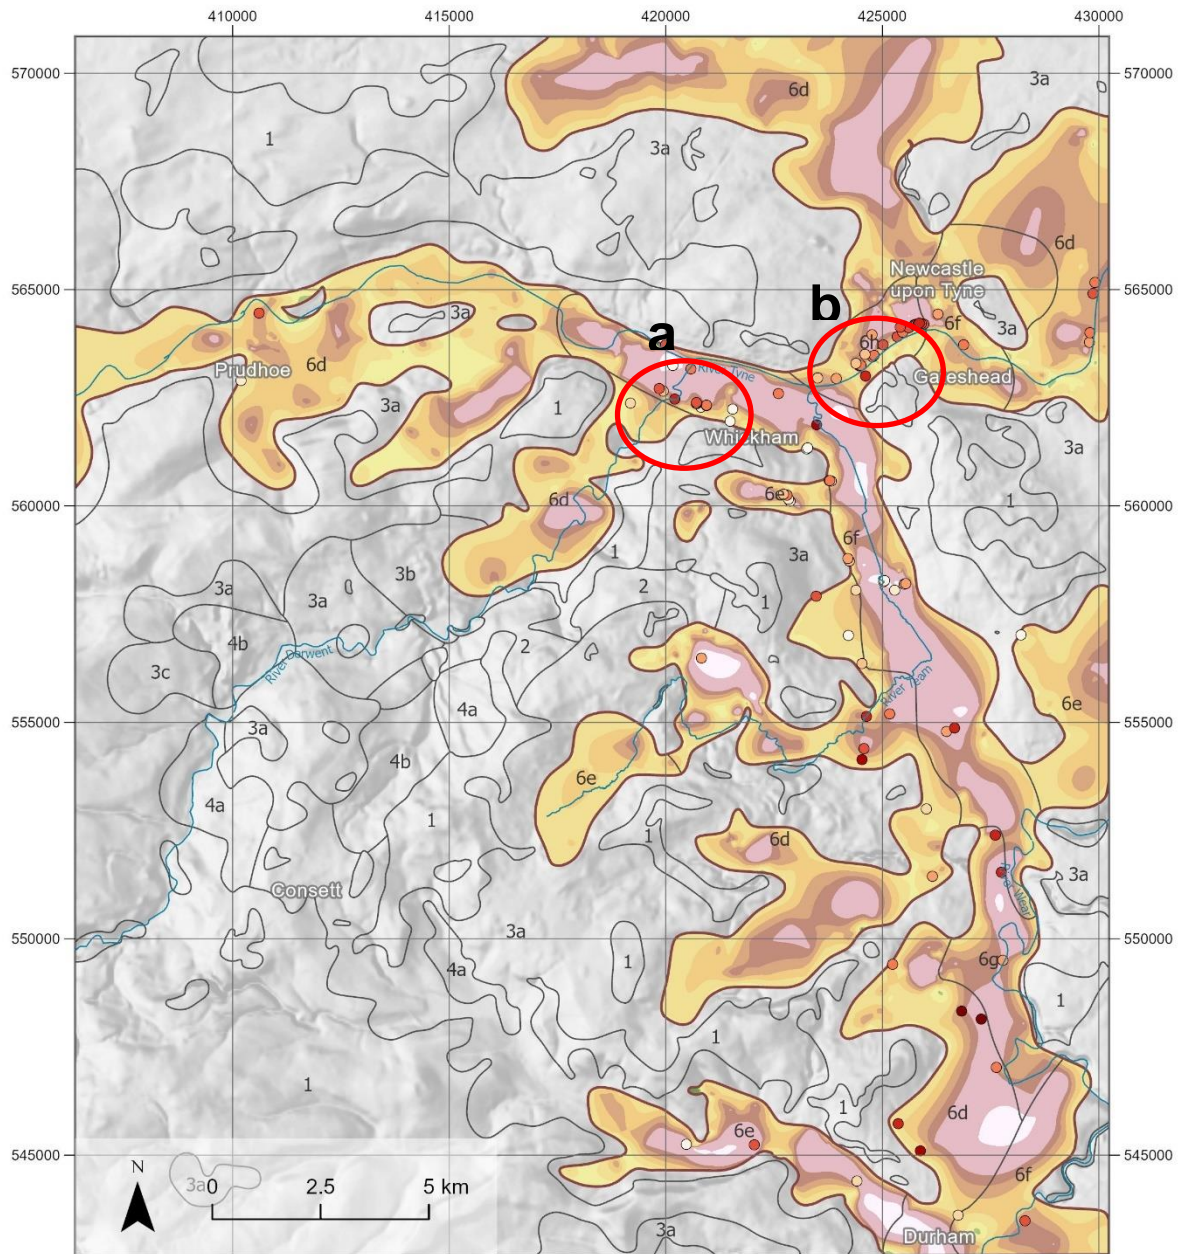 410000 415000 420000 425000 430000
570000 570000
6d
3a
1
3a
6d
Newcastle
upon Tyne
565000 565000
b
3a
6f
3a
a
6h
River Tyne
6d
Prudhoe
Gateshead
3a
1
Whickham
3a
6d
6e
1
560000 560000
6f
1
3a
3b
2
1
3a
3a
4b
2
River Derwent
3c
River Team
4a
6e
3a
555000 555000
4b
6e
4a
1
1
6d
3a
Consett
River Wear
3a
550000 550000
1
6g
4a
1
1
1
1
6d
6e
545000 545000
N
3a
0 2.5 5 km
6f
3a
Durham